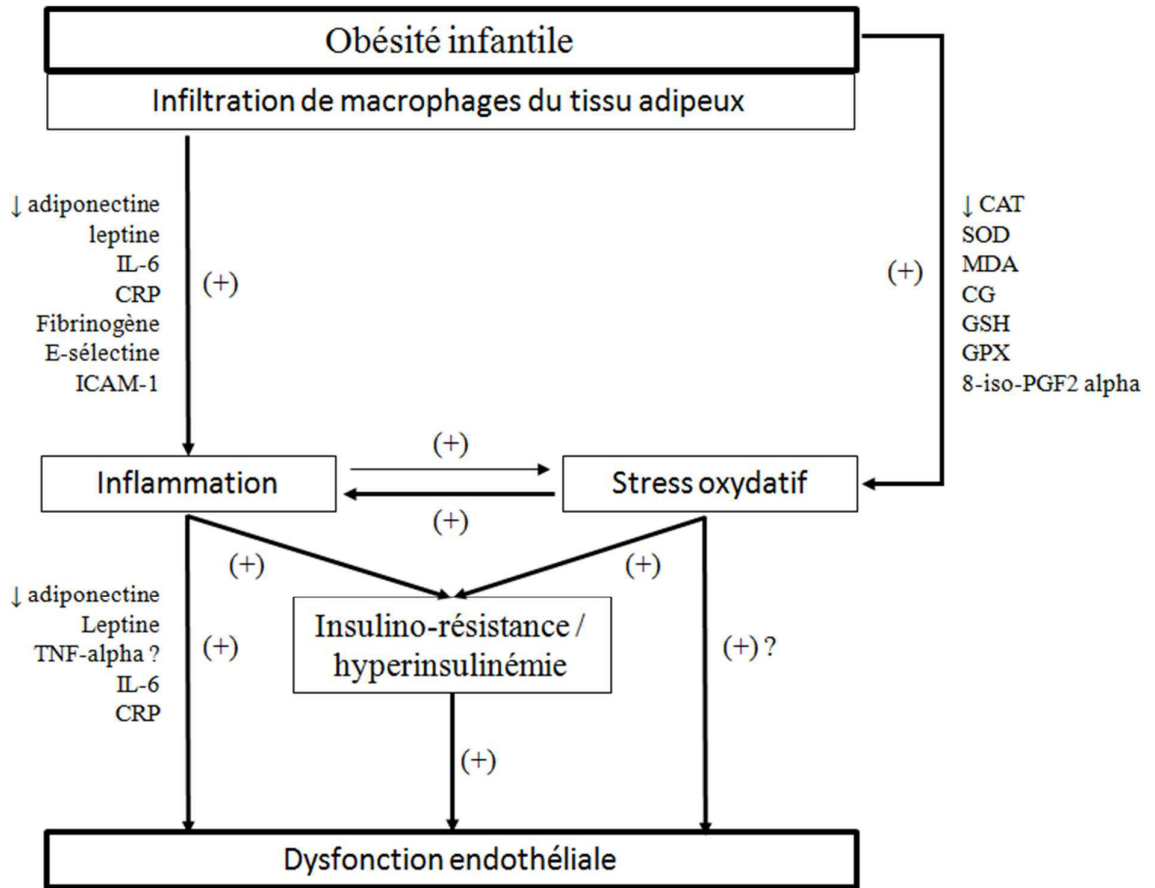 Obésité infantile
Infiltration de macrophages du tissu adipeux
↓ adiponectine
leptine
IL-6
CRP
Fibrinogène
E-sélectine
ICAM-1
(+)
(+)
↓ CAT
SOD
MDA
CG
GSH
GPX
8-iso-PGF2 alpha
Inflammation
(+)
(+)
Stress oxydatif
(+)
(+)
↓ adiponectine
Leptine
TNF-alpha ?
IL-6
CRP
(+)
Insulino-résistance /
hyperinsulinémie
(+) ?
(+)
Dysfonction endothéliale